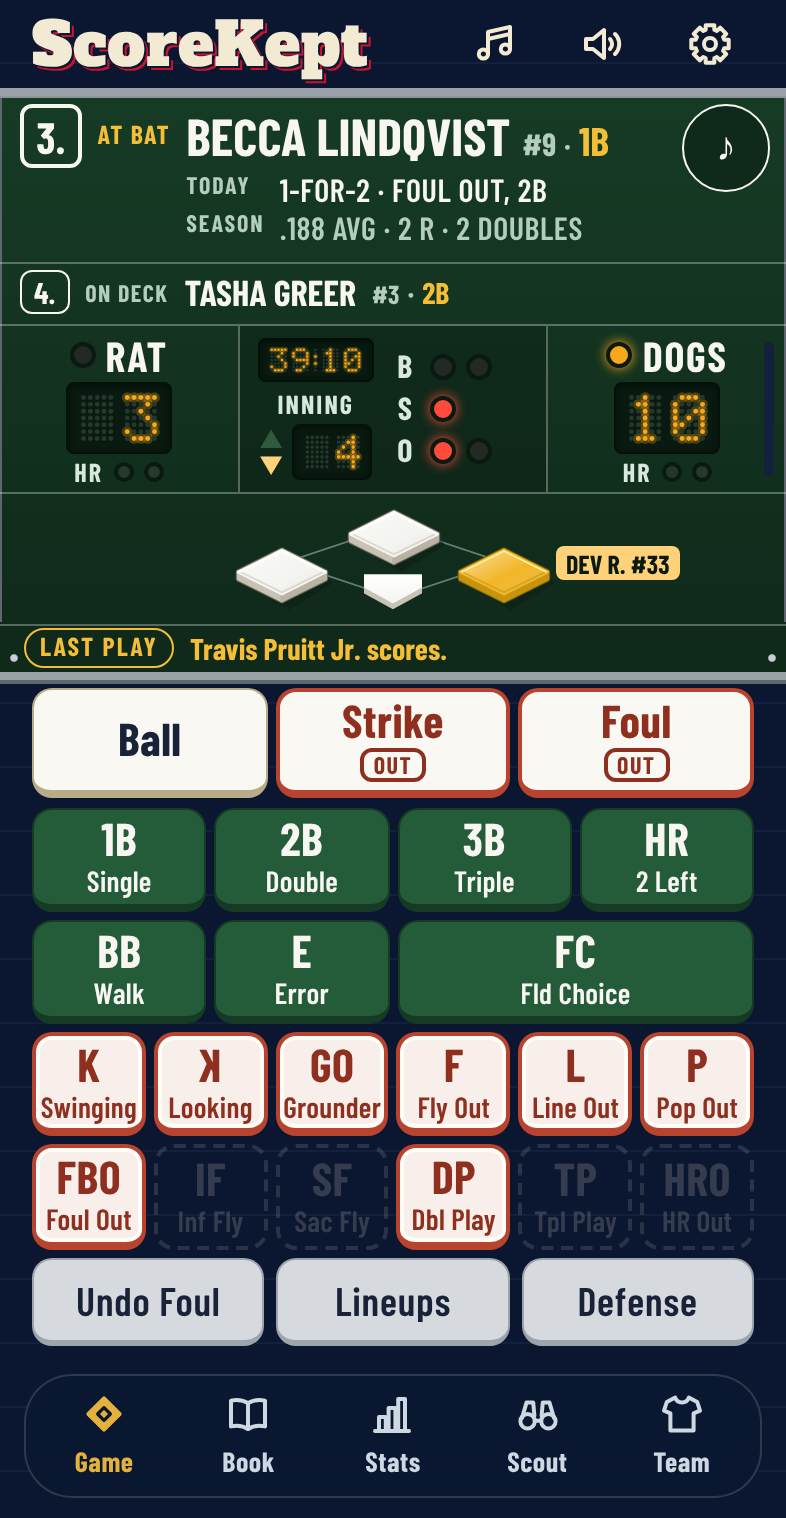 ScoreKept
3. AT BAT BECCA LINDQVIST #9 · 1B ♪
TODAY 1-FOR-2 · FOUL OUT, 2B
SEASON .188 AVG · 2 R · 2 DOUBLES
4. ON DECK TASHA GREER #3 · 2B
RAT 39:10 B DOGS
3 INNING S 10
HR 4 O HR
DEV R. #33
LAST PLAY Travis Pruitt Jr. scores.
Ball Strike Foul
OUT OUT
1B 2B 3B HR
Single Double Triple 2 Left
BB E FC
Walk Error Fld Choice
K ꓘ GO F L P
Swinging Looking Grounder Fly Out Line Out Pop Out
FBO IF SF DP TP HRO
Foul Out Inf Fly Sac Fly Dbl Play Tpl Play HR Out
Undo Foul Lineups Defense
Game Book Stats Scout Team